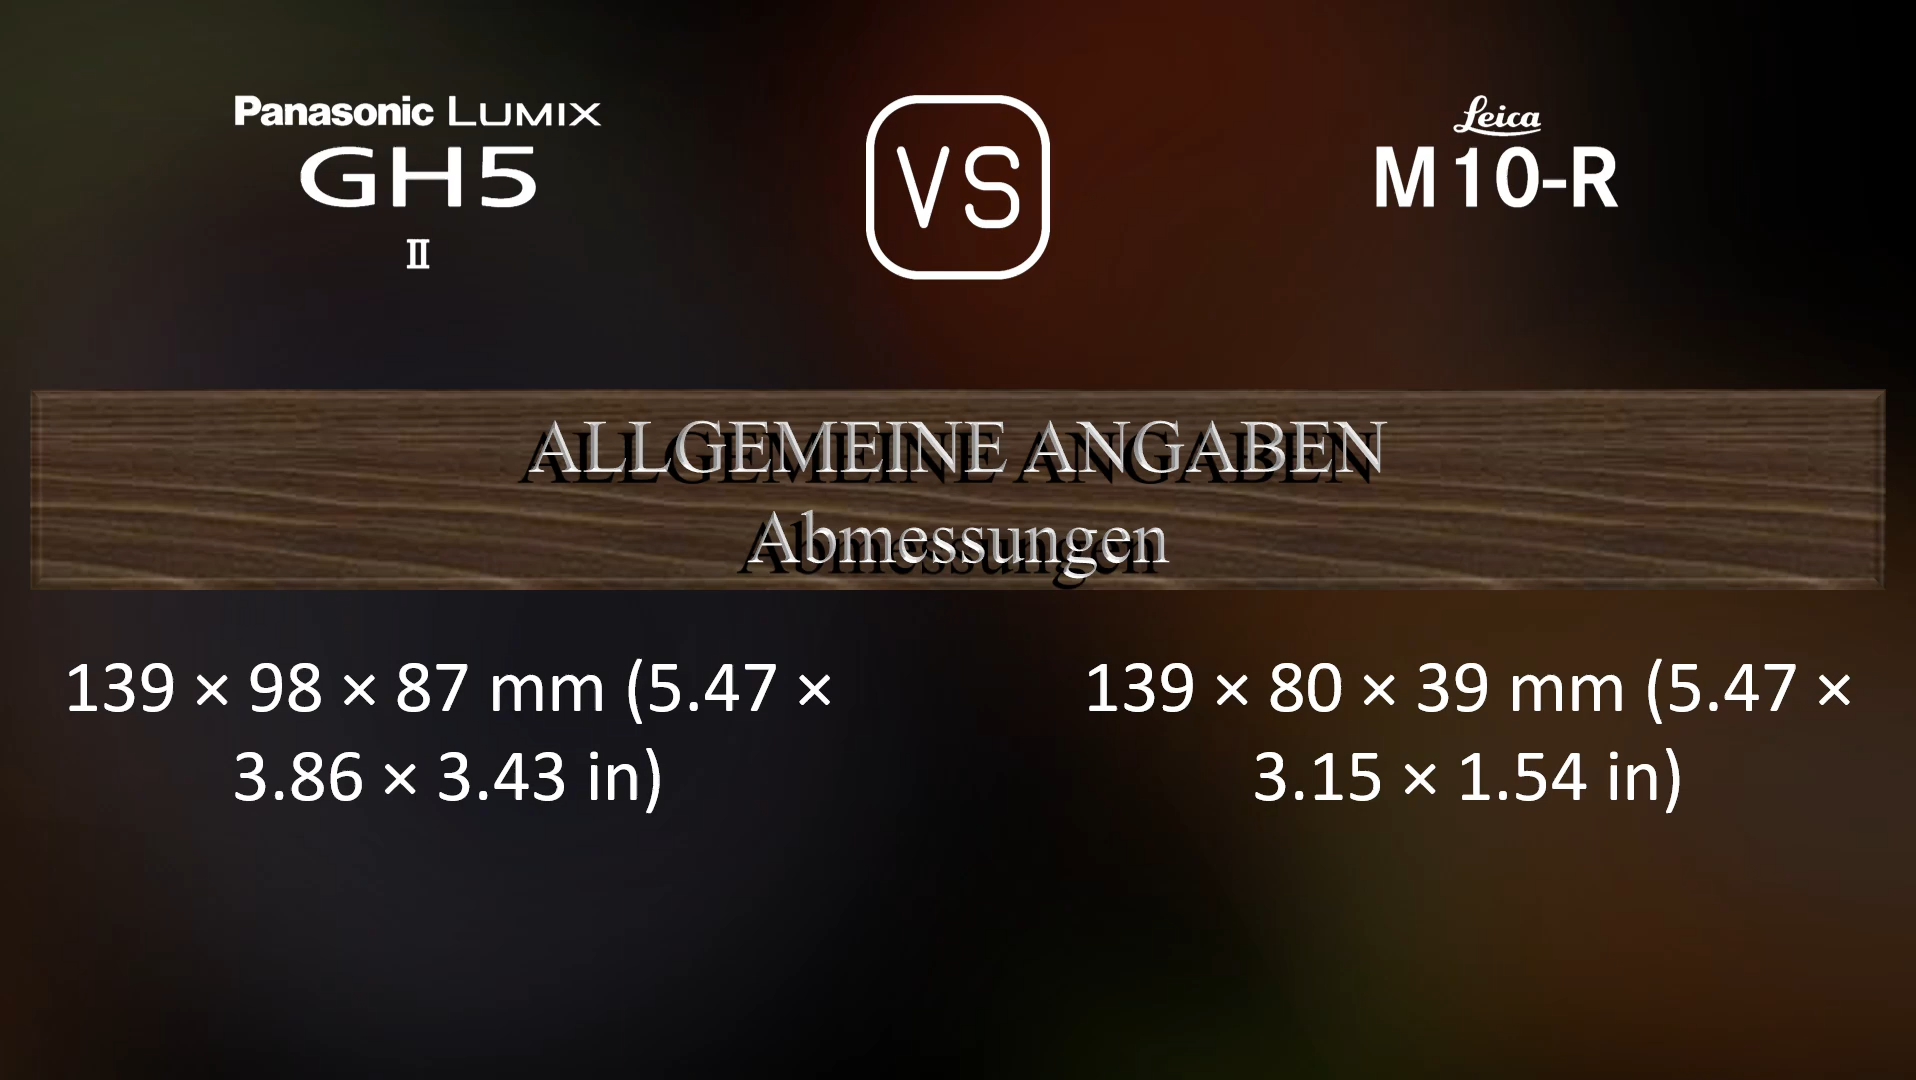 Panasonic LUMIX
GH5
II
VS
Leica
M10-R
ALLGEMEINE ANGABEN
Abmessungen
139 × 98 × 87 mm (5.47 ×
3.86 × 3.43 in)
139 × 80 × 39 mm (5.47 ×
3.15 × 1.54 in)